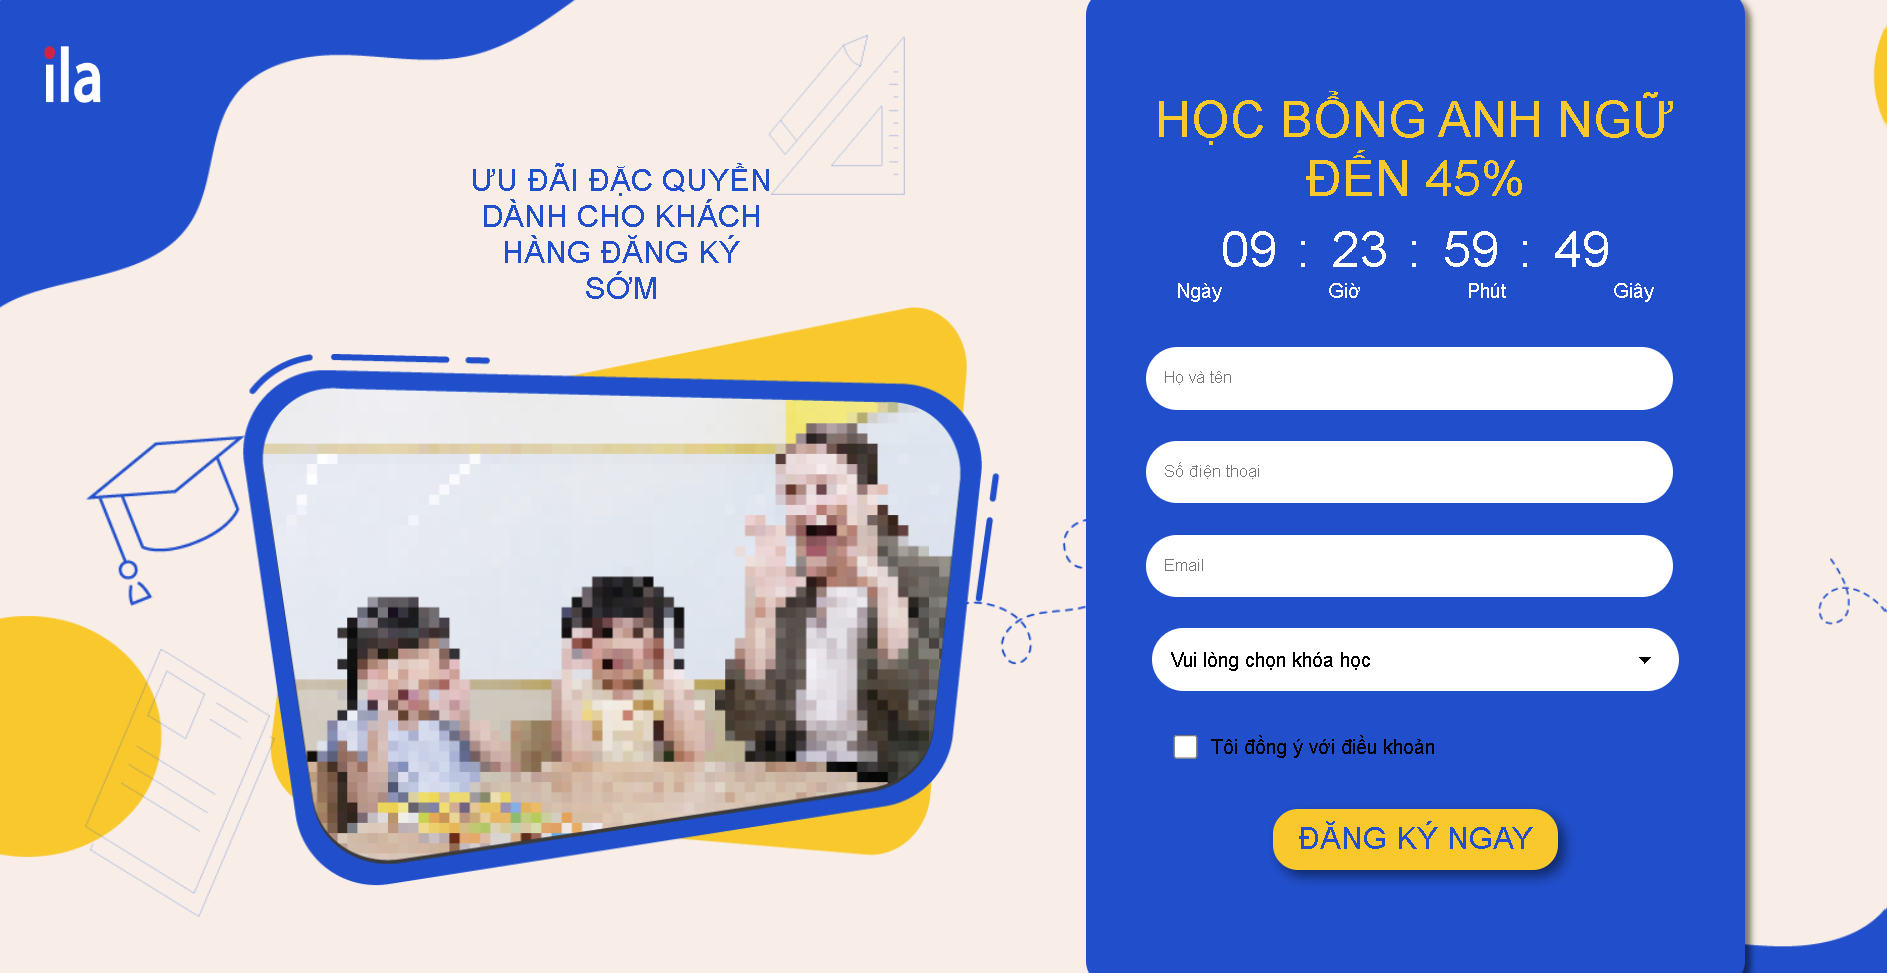 ila
ƯU ĐÃI ĐẶC QUYỀN
DÀNH CHO KHÁCH
HÀNG ĐĂNG KÝ
SỚM
HỌC BỔNG ANH NGỮ
ĐẾN 45%
09 : 23 : 59 : 49
Ngày Giờ Phút Giây
Họ và tên
Số điện thoại
Email
Vui lòng chọn khóa học
Tôi đồng ý với điều khoản
ĐĂNG KÝ NGAY